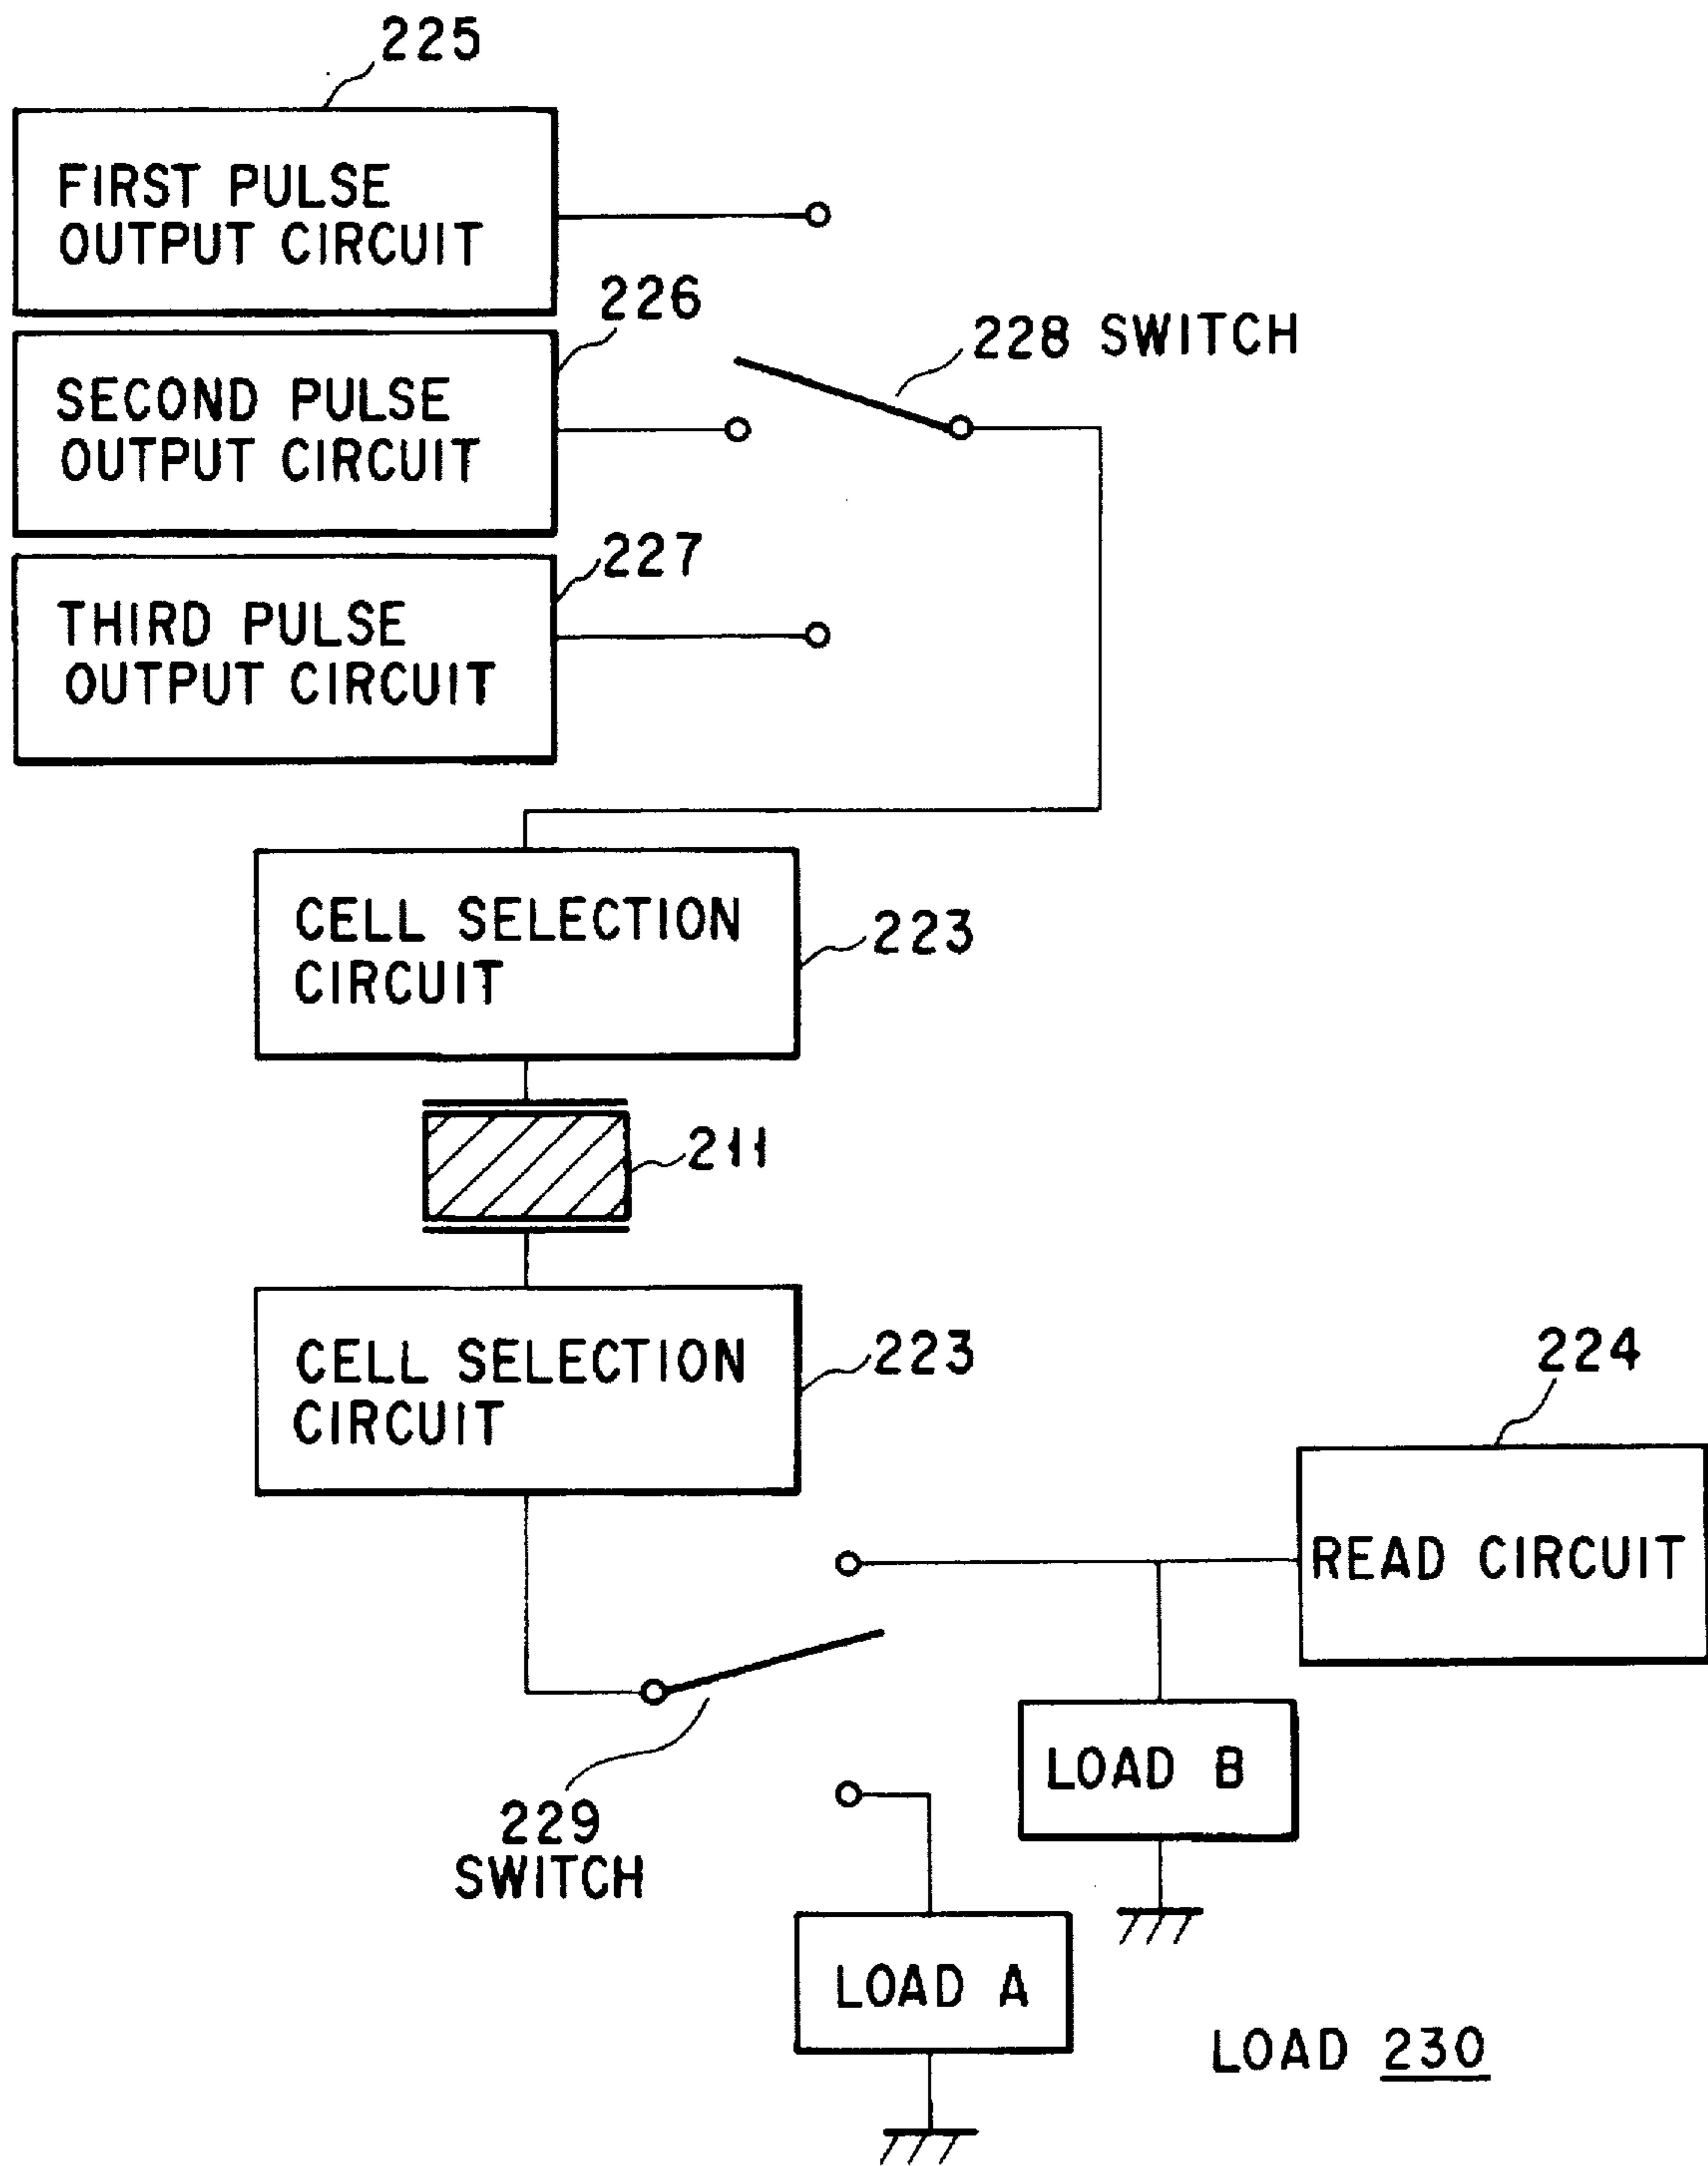 225
FIRST PULSE
OUTPUT CIRCUIT
226
228 SWITCH
SECOND PULSE
OUTPUT CIRCUIT
227
THIRD PULSE
OUTPUT CIRCUIT
CELL SELECTION
CIRCUIT
223
211
CELL SELECTION
CIRCUIT
223
224
READ CIRCUIT
LOAD B
229
SWITCH
LOAD A
LOAD 230